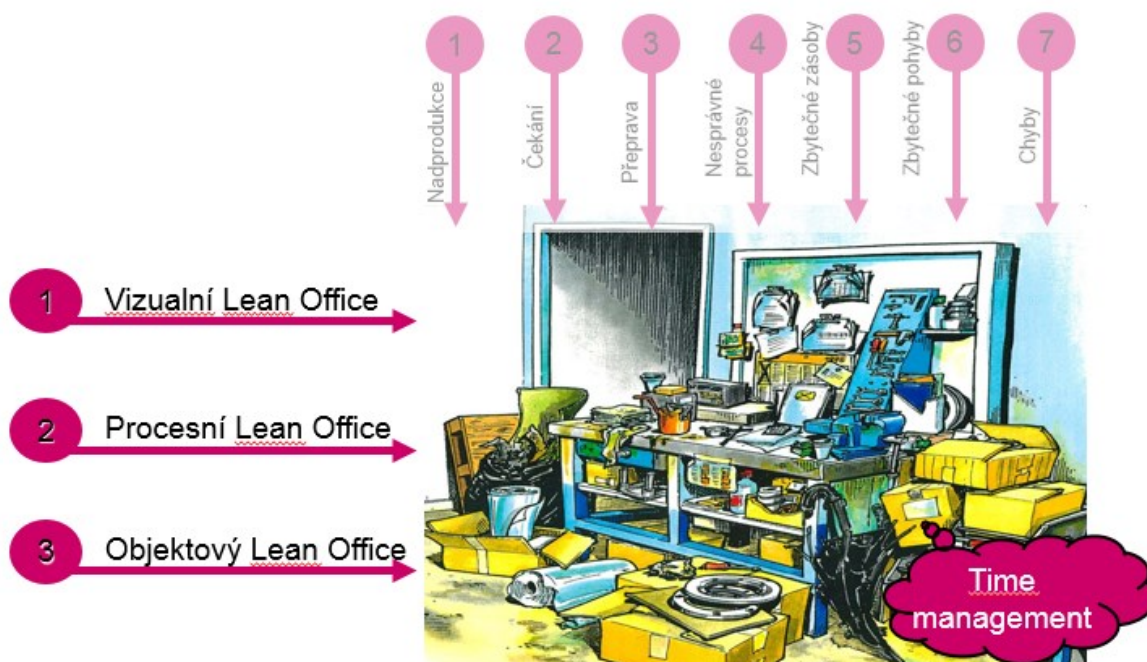 1
2
3
4
5
6
7
Nadprodukce
Čekání
Přeprava
Nesprávné
procesy
Zbytečné zásoby
Zbytečné pohyby
Chyby
1 Vizualní Lean Office
2 Procesní Lean Office
3 Objektový Lean Office
Time
management